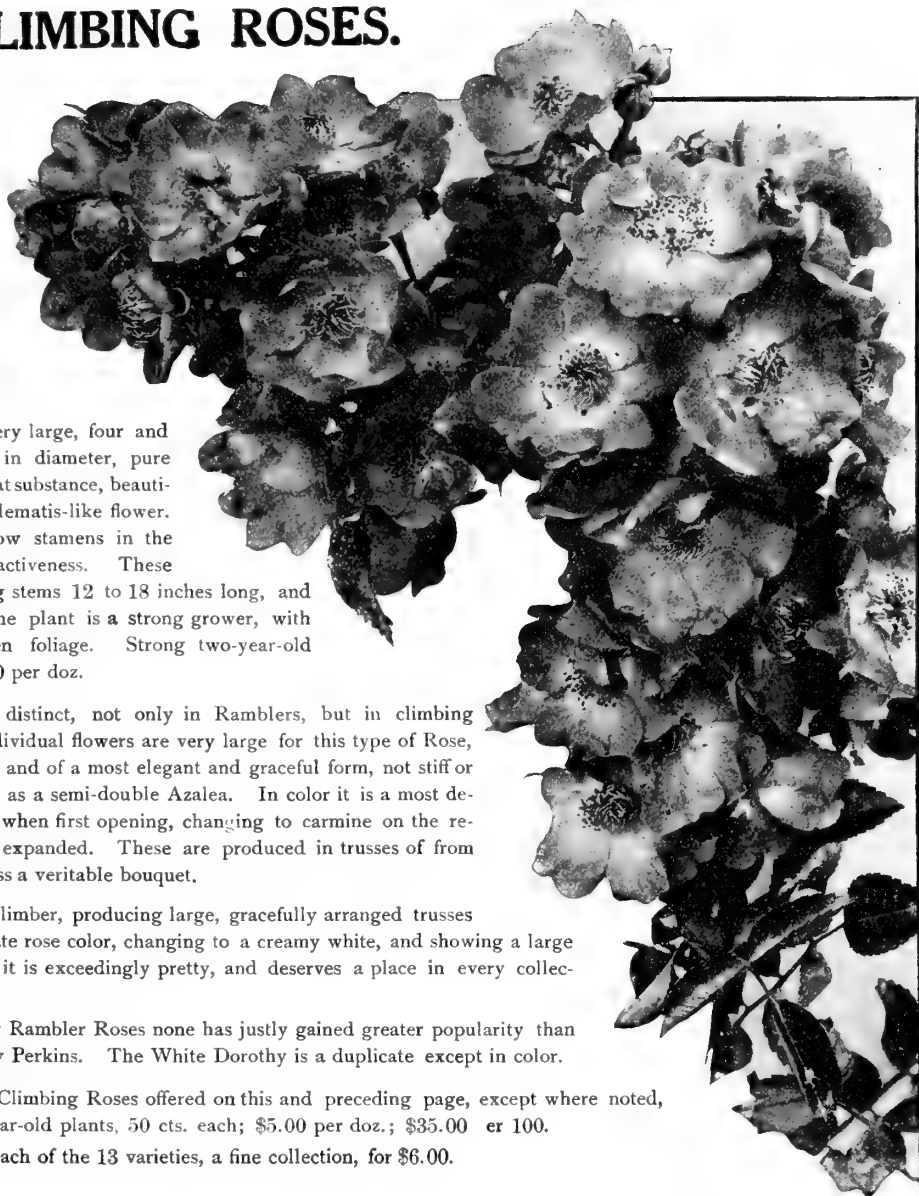 LIMBING ROSES.
ery large, four and
in diameter, pure
at substance, beauti-
lematis-like flower.
ow stamens in the
activeness. These
g stems 12 to 18 inches long, and
ne plant is a strong grower, with
en foliage. Strong two-year-old
0 per doz.
distinct, not only in Ramblers, but in climbing
dividual flowers are very large for this type of Rose,
and of a most elegant and graceful form, not stiff or
as a semi-double Azalea. In color it is a most de-
when first opening, changing to carmine on the re-
expanded. These are produced in trusses of from
ss a veritable bouquet.
limber, producing large, gracefully arranged trusses
te rose color, changing to a creamy white, and showing a large
it is exceedingly pretty, and deserves a place in every collec-
Rambler Roses none has justly gained greater popularity than
y Perkins. The White Dorothy is a duplicate except in color.
Climbing Roses offered on this and preceding page, except where noted,
ar-old plants, 50 cts. each; $5.00 per doz.; $35.00 er 100.
ach of the 13 varieties, a fine collection, for $6.00.